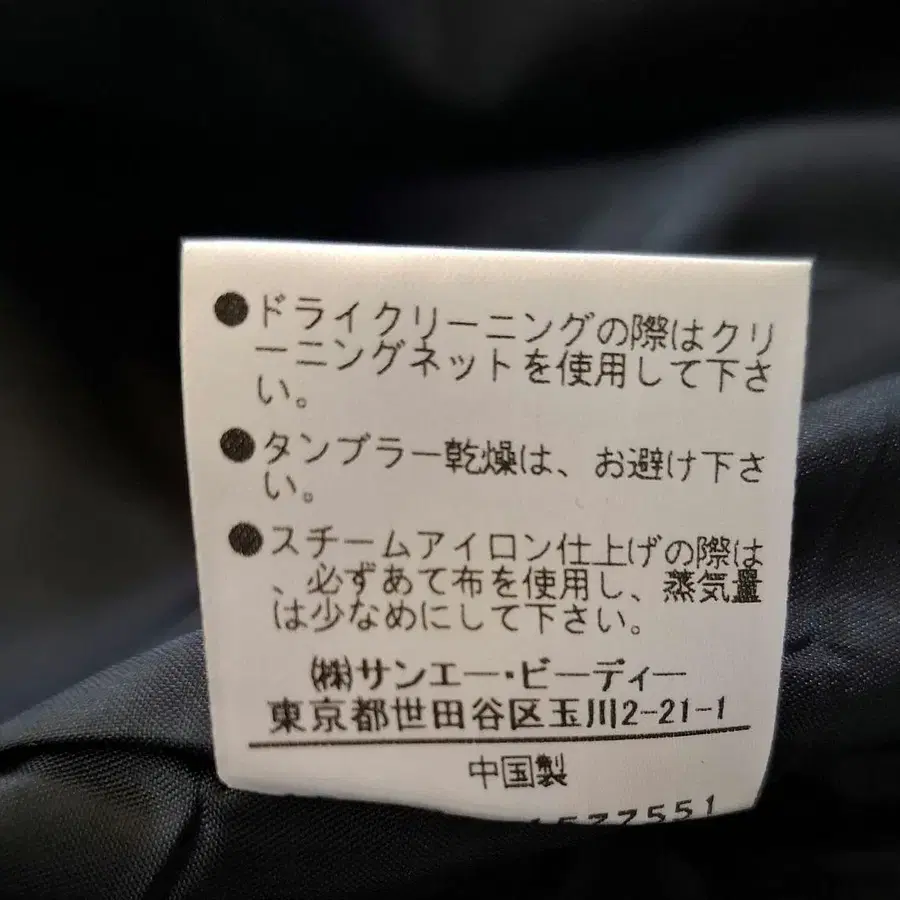 ●ドライクリーニングの際はクリ
ーニングネットを使用して下さ
い。
●タンブラー乾燥は、お避け下さ
い。
●スチームアイロン仕上げの際は
、必ずあて布を使用し、蒸気量
は少なめにして下さい。
㈱サンエー・ビーディー
東京都世田谷区玉川2-21-1
中国製